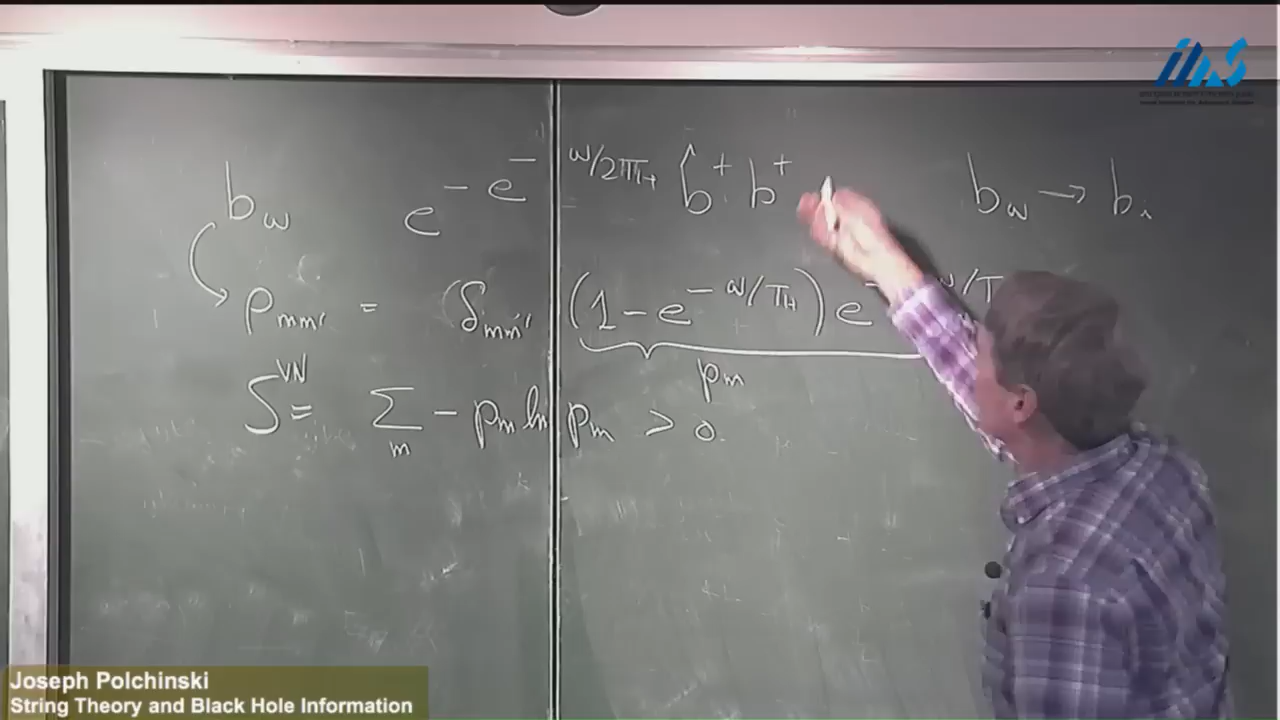 b_ω e^{-e^{-ω/2πT_H}} b̂^+ b^+ b_ω → b_i
ρ_{mm'} = δ_{mm'} (1 - e^{-ω/T_H}) e^{- ω/T
p_m
S^{VN} = Σ_m - p_m ln p_m > 0
Joseph Polchinski
String Theory and Black Hole Information